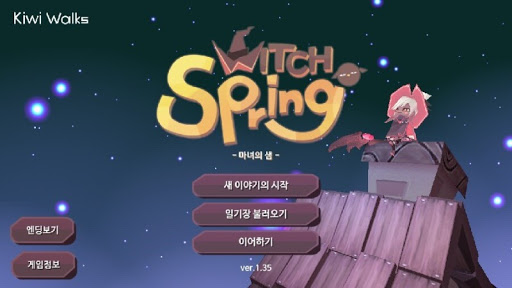 Kiwi Walks
WITCH
Spring
- 마녀의 샘 -
새 이야기의 시작
일기장 불러오기
이어하기
엔딩보기
게임정보
ver.1.35